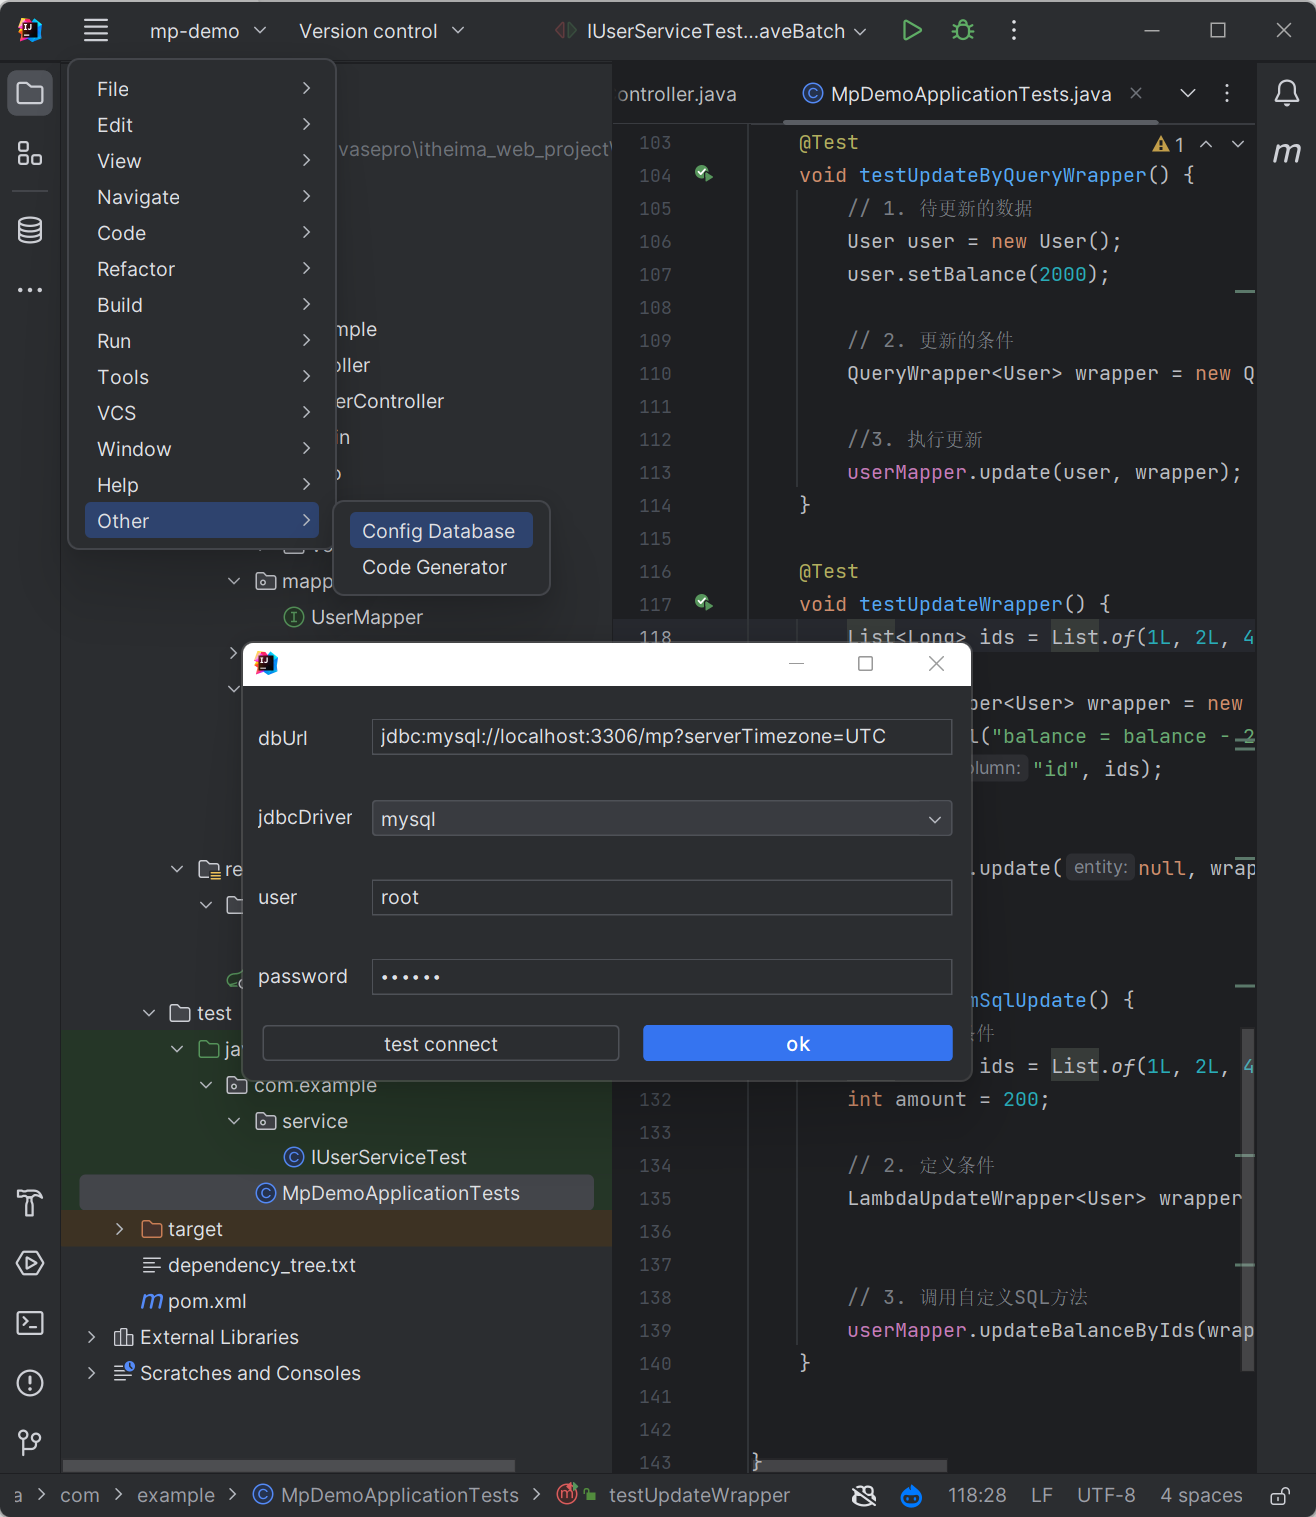 mp-demo
Version control
IUserServiceTest...aveBatch
File
Edit
View
Navigate
Code
Refactor
Build
Run
Tools
VCS
Window
Help
Other
Config Database
Code Generator
vasepro\itheima_web_project\
mple
ller
erController
in
mapp
UserMapper
re
test
ja
com.example
service
IUserServiceTest
MpDemoApplicationTests
target
dependency_tree.txt
pom.xml
External Libraries
Scratches and Consoles
ontroller.java
MpDemoApplicationTests.java
1
103 @Test
104 void testUpdateByQueryWrapper() {
105 // 1. 待更新的数据
106 User user = new User();
107 user.setBalance(2000);
108
109 // 2. 更新的条件
110 QueryWrapper<User> wrapper = new Q
111
112 //3. 执行更新
113 userMapper.update(user, wrapper);
114 }
115
116 @Test
117 void testUpdateWrapper() {
118 List<Long> ids = List.of(1L, 2L, 4
per<User> wrapper = new
l("balance = balance - 2
olumn: "id", ids);
.update( entity: null, wrap
mSqlUpdate() {
条件
ids = List.of(1L, 2L, 4
132 int amount = 200;
133
134 // 2. 定义条件
135 LambdaUpdateWrapper<User> wrapper
136
137
138 // 3. 调用自定义SQL方法
139 userMapper.updateBalanceByIds(wrap
140 }
141
142
143 }
dbUrl jdbc:mysql://localhost:3306/mp?serverTimezone=UTC
jdbcDriver mysql
user root
password ••••••
test connect
ok
a > com > example > MpDemoApplicationTests > testUpdateWrapper
118:28 LF UTF-8 4 spaces